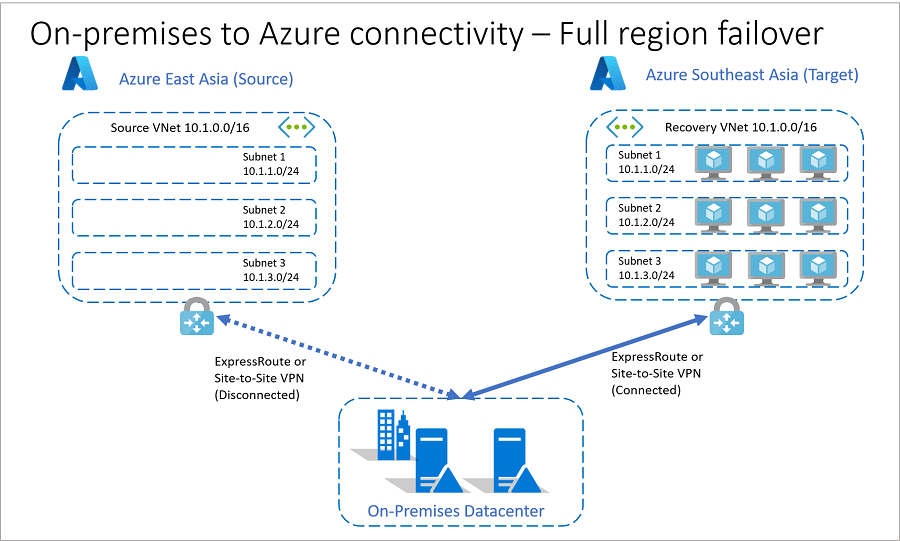 On-premises to Azure connectivity – Full region failover
Azure East Asia (Source)
Source VNet 10.1.0.0/16
Subnet 1
10.1.1.0/24
Subnet 2
10.1.2.0/24
Subnet 3
10.1.3.0/24
ExpressRoute or
Site-to-Site VPN
(Disconnected)
Azure Southeast Asia (Target)
Recovery VNet 10.1.0.0/16
Subnet 1
10.1.1.0/24
Subnet 2
10.1.2.0/24
Subnet 3
10.1.3.0/24
ExpressRoute or
Site-to-Site VPN
(Connected)
On-Premises Datacenter